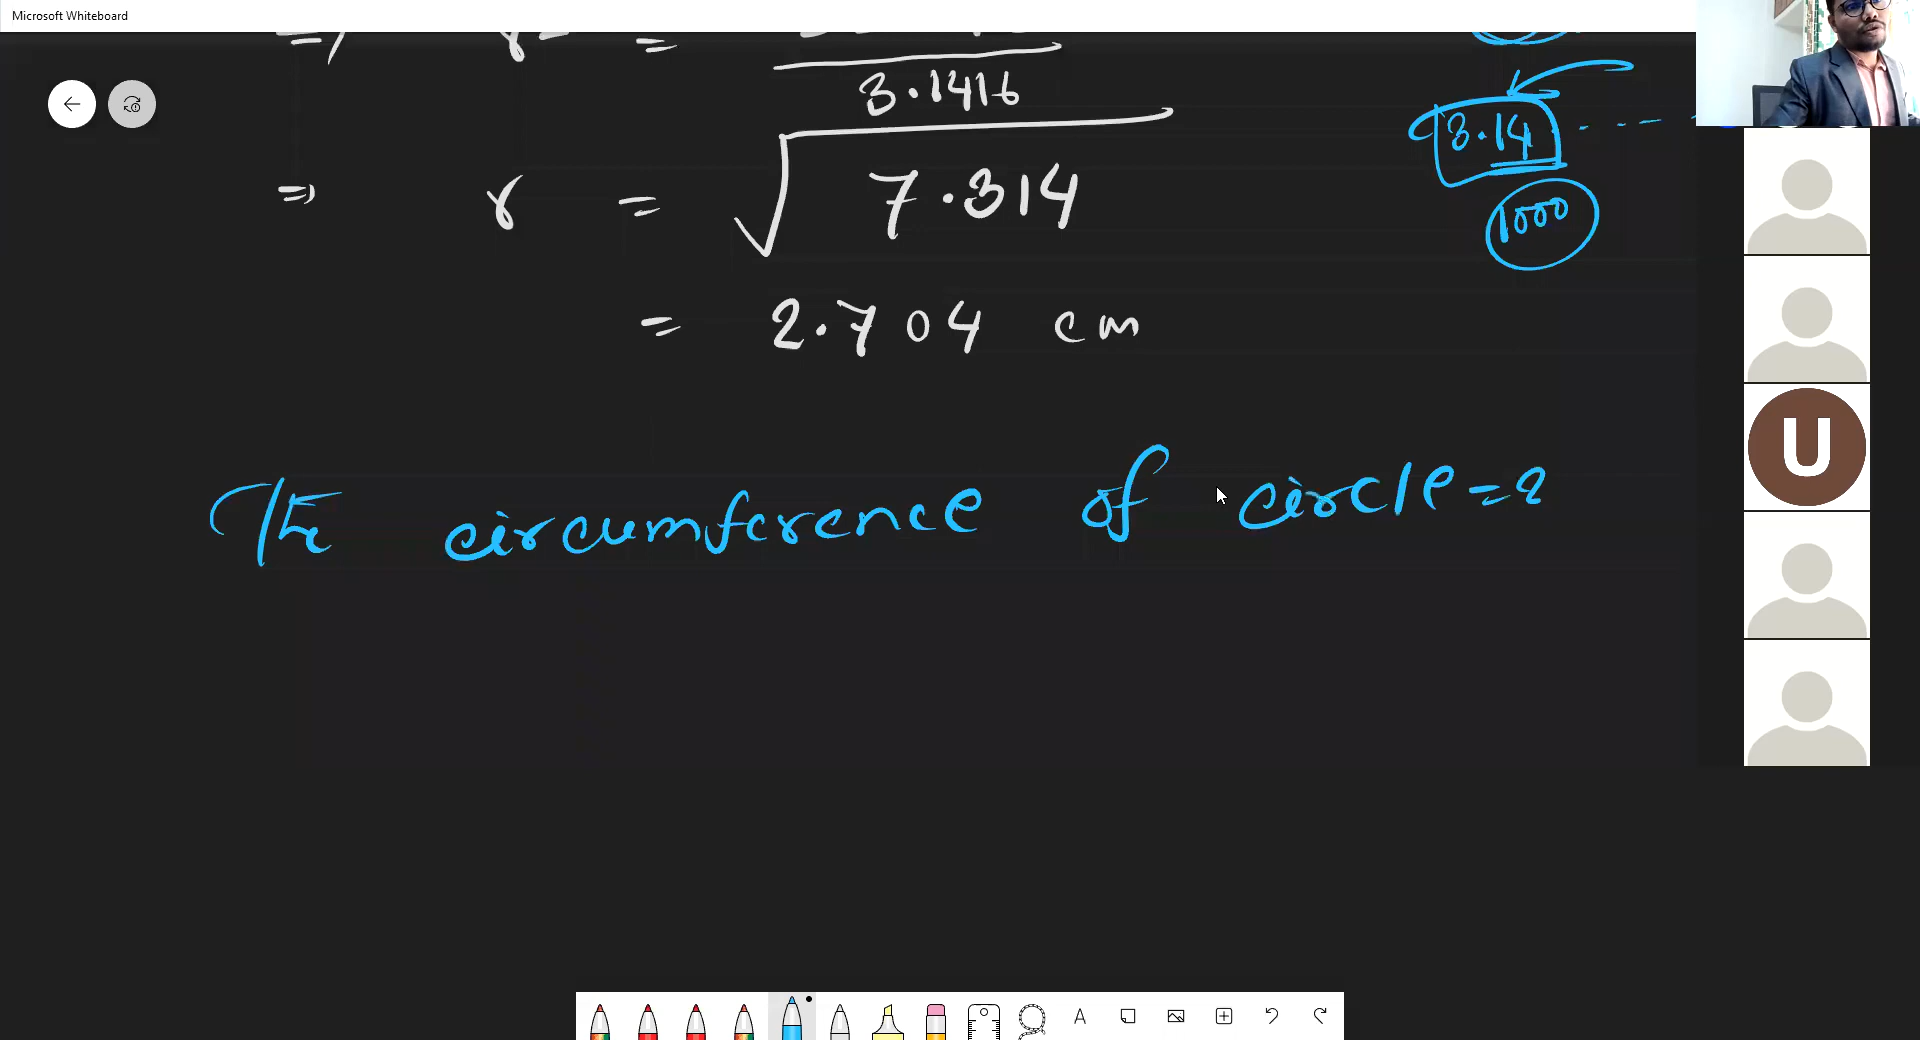 Microsoft Whiteboard
=
3.1416
=> r = √7.314
= 2.704 cm
3.14 ....
1000
U
The circumference of circle = 2
A